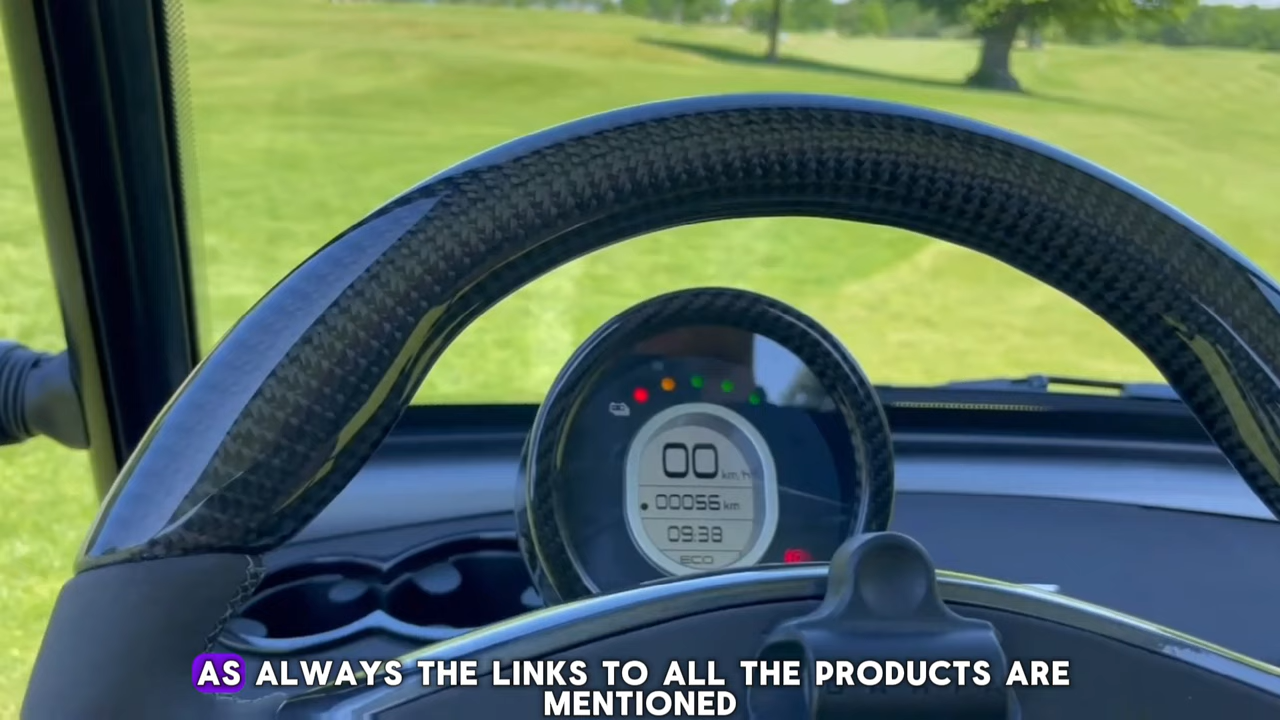 00 km/h
00056 km
09:38
ECO
AS ALWAYS THE LINKS TO ALL THE PRODUCTS ARE
MENTIONED